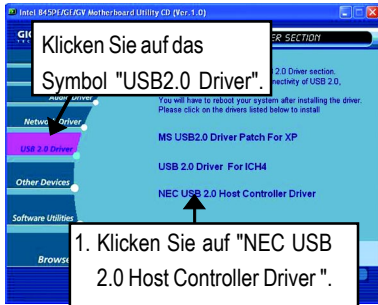 Intel 845PE/GE/GV Motherboard Utility CD (Ver.1.0)
ER SECTION
Klicken Sie auf das
Symbol "USB2.0 Driver".
2.0 Driver section.
nectivity of USB 2.0,
You will have to reboot your system after installing the driver.
Please click on the drivers listed below to install
Audio Driver
Network Driver
USB 2.0 Driver
Other Devices
Software Utilities
Browse
MS USB2.0 Driver Patch For XP
USB 2.0 Driver For ICH4
NEC USB 2.0 Host Controller Driver
1. Klicken Sie auf "NEC USB
2.0 Host Controller Driver ".